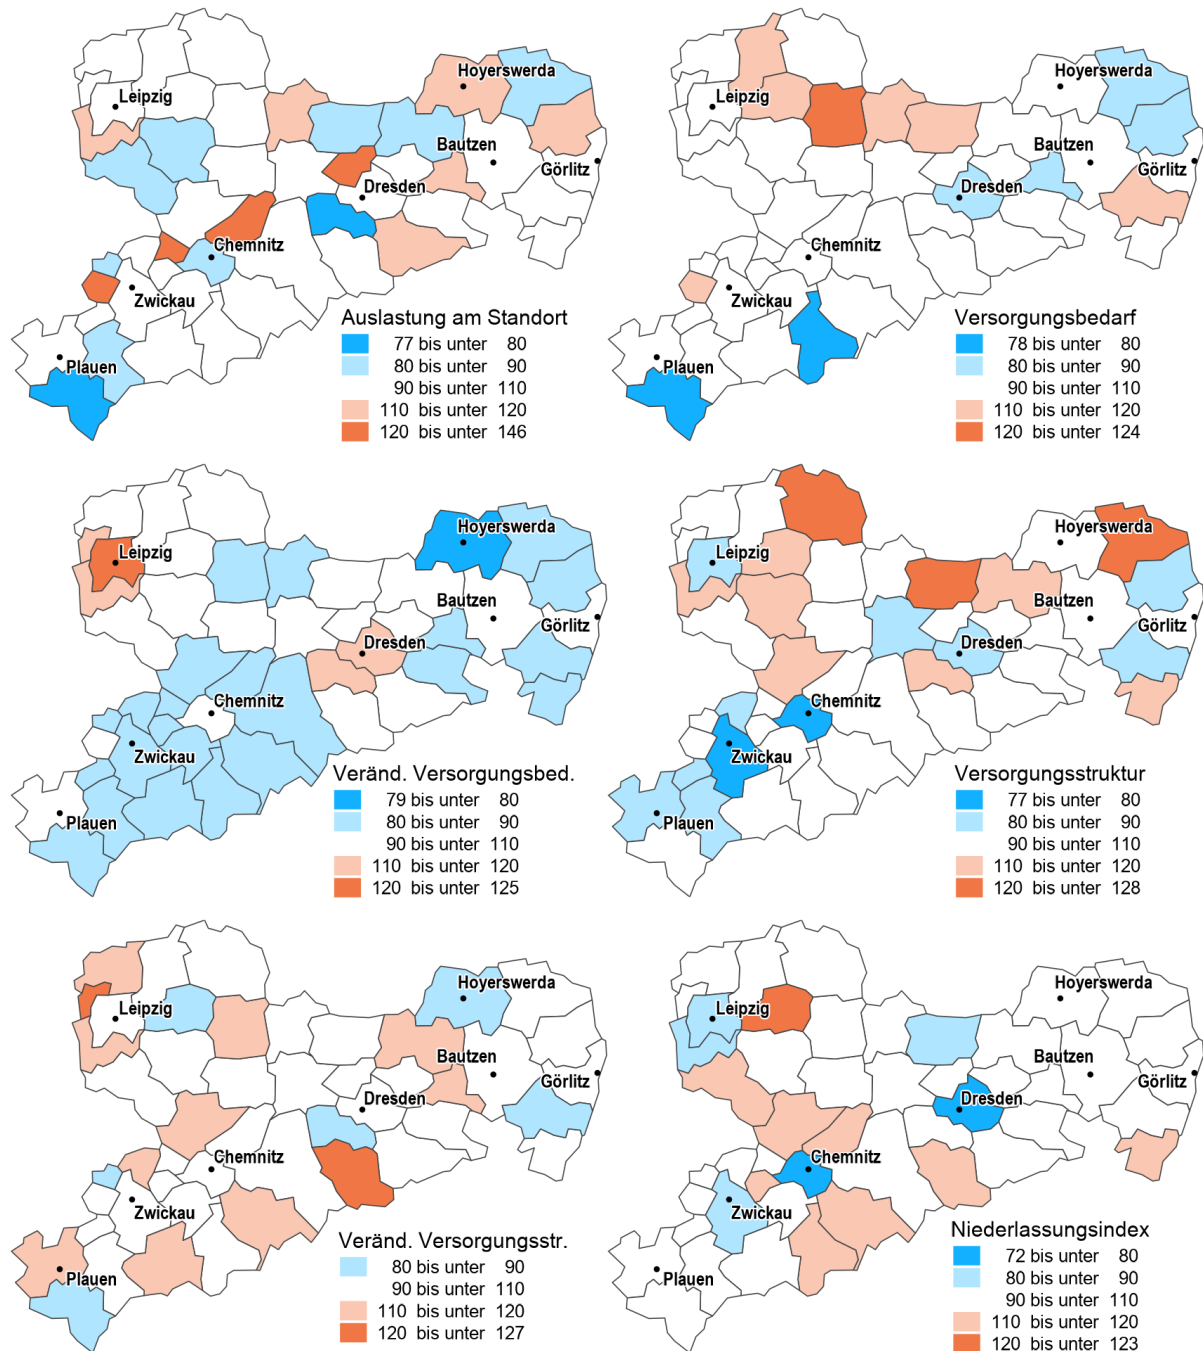 Hoyerswerda
Leipzig
Bautzen
Görlitz
Dresden
Chemnitz
Zwickau
Plauen
Auslastung am Standort
77 bis unter 80
80 bis unter 90
90 bis unter 110
110 bis unter 120
120 bis unter 146
Hoyerswerda
Leipzig
Bautzen
Görlitz
Dresden
Chemnitz
Zwickau
Plauen
Versorgungsbedarf
78 bis unter 80
80 bis unter 90
90 bis unter 110
110 bis unter 120
120 bis unter 124
Hoyerswerda
Leipzig
Bautzen
Görlitz
Dresden
Chemnitz
Zwickau
Plauen
Veränd. Versorgungsbed.
79 bis unter 80
80 bis unter 90
90 bis unter 110
110 bis unter 120
120 bis unter 125
Hoyerswerda
Leipzig
Bautzen
Görlitz
Dresden
Chemnitz
Zwickau
Plauen
Versorgungsstruktur
77 bis unter 80
80 bis unter 90
90 bis unter 110
110 bis unter 120
120 bis unter 128
Hoyerswerda
Leipzig
Bautzen
Görlitz
Dresden
Chemnitz
Zwickau
Plauen
Veränd. Versorgungsstr.
80 bis unter 90
90 bis unter 110
110 bis unter 120
120 bis unter 127
Hoyerswerda
Leipzig
Bautzen
Görlitz
Dresden
Chemnitz
Zwickau
Plauen
Niederlassungsindex
72 bis unter 80
80 bis unter 90
90 bis unter 110
110 bis unter 120
120 bis unter 123